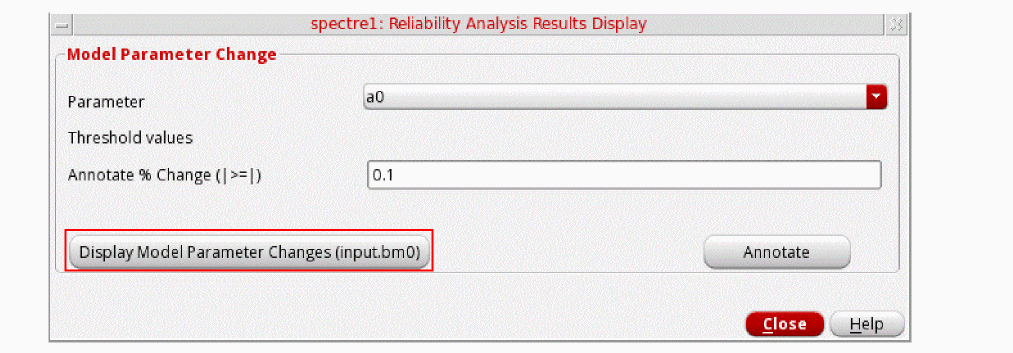 spectre1: Reliability Analysis Results Display
Model Parameter Change
Parameter a0
Threshold values
Annotate % Change (|>=|) 0.1
Display Model Parameter Changes (input.bm0) Annotate
Close Help